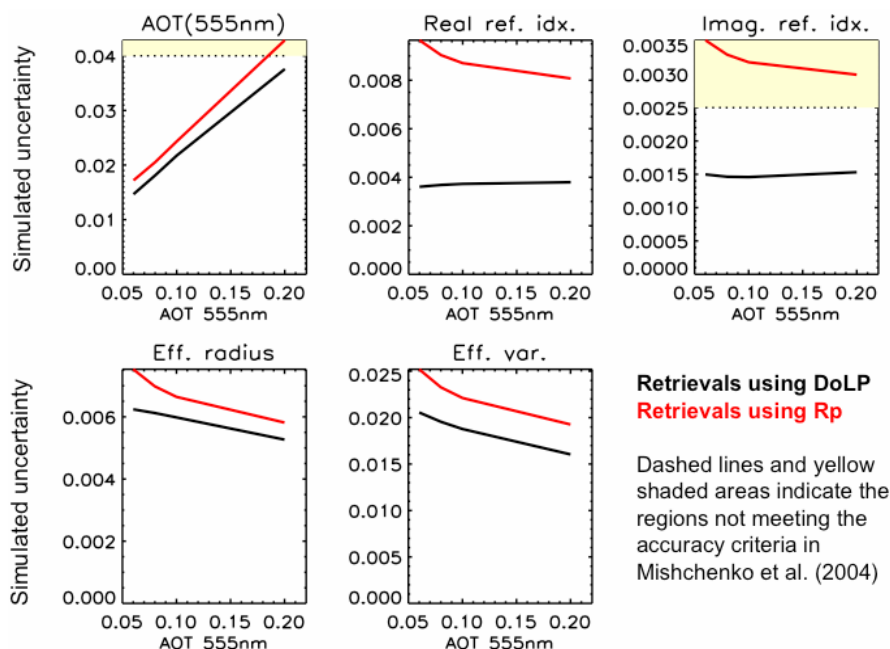 AOT(555nm)
Real ref. idx.
Imag. ref. idx.
Simulated uncertainty
0.04
0.03
0.02
0.01
0.00
0.05 0.10 0.15 0.20
AOT 555nm
0.008
0.006
0.004
0.002
0.000
0.05 0.10 0.15 0.20
AOT 555nm
0.0035
0.0030
0.0025
0.0020
0.0015
0.0010
0.0005
0.0000
0.05 0.10 0.15 0.20
AOT 555nm
Eff. radius
Eff. var.
Simulated uncertainty
0.006
0.004
0.002
0.000
0.05 0.10 0.15 0.20
AOT 555nm
0.025
0.020
0.015
0.010
0.005
0.000
0.05 0.10 0.15 0.20
AOT 555nm
Retrievals using DoLP
Retrievals using Rp
Dashed lines and yellow
shaded areas indicate the
regions not meeting the
accuracy criteria in
Mishchenko et al. (2004)